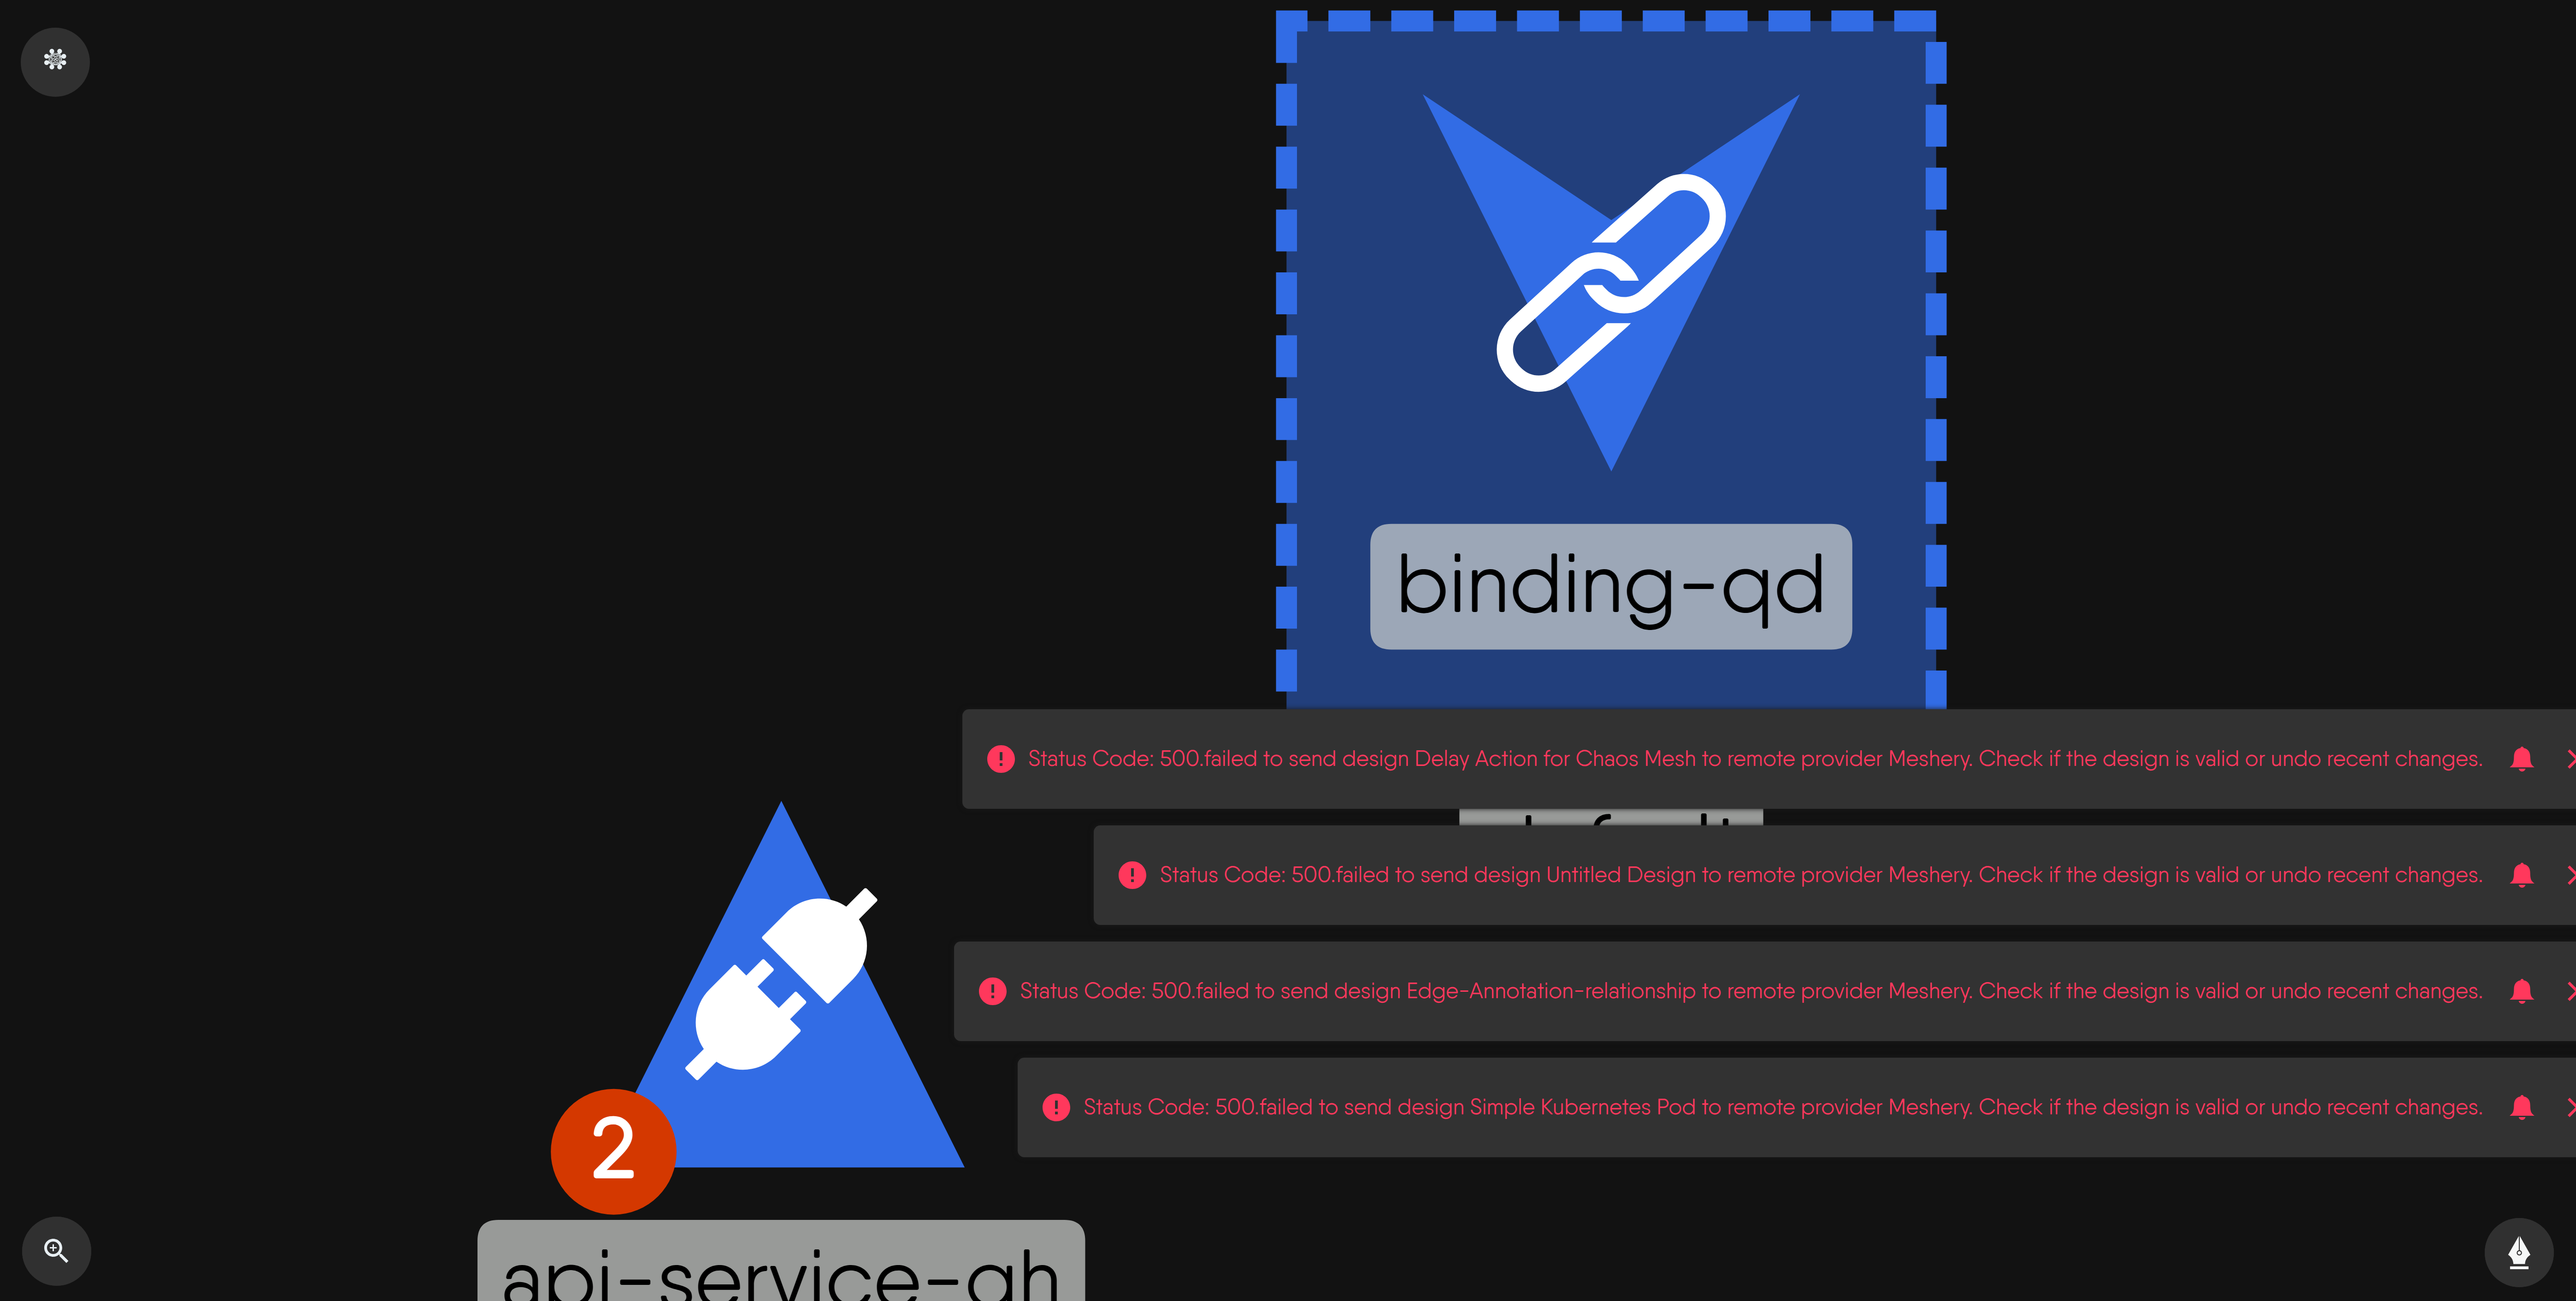 binding-qd
Status Code: 500.failed to send design Delay Action for Chaos Mesh to remote provider Meshery. Check if the design is valid or undo recent changes.
Status Code: 500.failed to send design Untitled Design to remote provider Meshery. Check if the design is valid or undo recent changes.
Status Code: 500.failed to send design Edge-Annotation-relationship to remote provider Meshery. Check if the design is valid or undo recent changes.
Status Code: 500.failed to send design Simple Kubernetes Pod to remote provider Meshery. Check if the design is valid or undo recent changes.
2